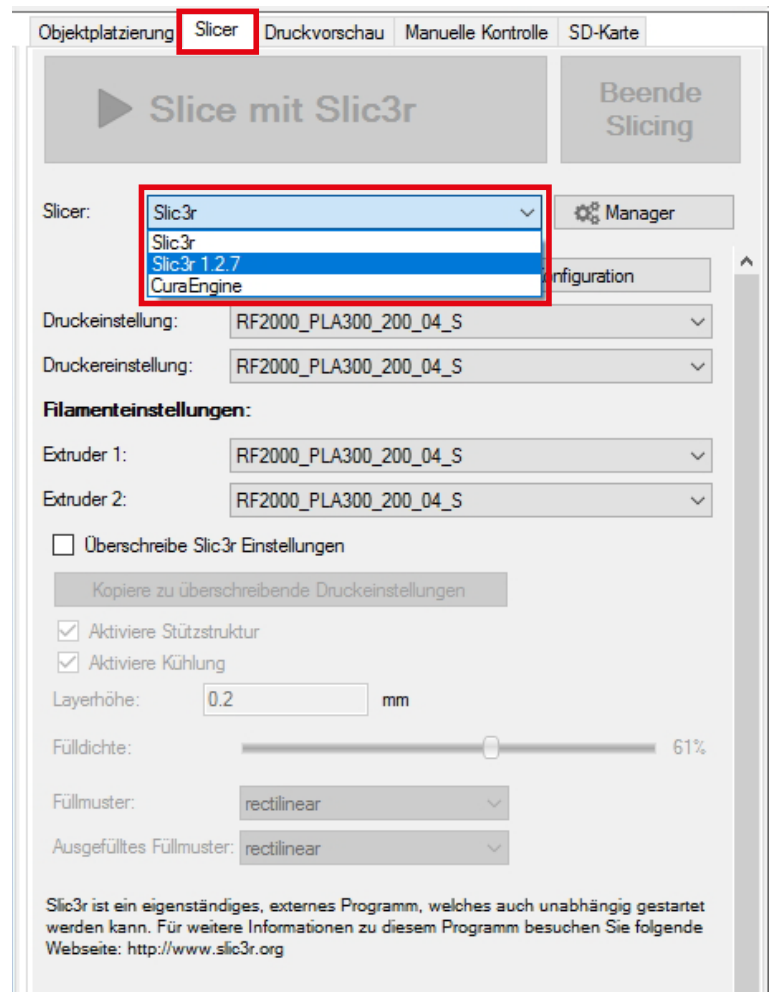 Objektplatzierung Slicer Druckvorschau Manuelle Kontrolle SD-Karte
Slice mit Slic3r
Beende
Slicing
Slicer: Slic3r Manager
Slic3r
Slic3r 1.2.7
CuraEngine
nfiguration
Druckeinstellung: RF2000_PLA300_200_04_S
Druckereinstellung: RF2000_PLA300_200_04_S
Filamenteinstellungen:
Extruder 1: RF2000_PLA300_200_04_S
Extruder 2: RF2000_PLA300_200_04_S
Überschreibe Slic3r Einstellungen
Kopiere zu überschreibende Druckeinstellungen
Aktiviere Stützstruktur
Aktiviere Kühlung
Layerhöhe: 0.2 mm
Fülldichte: 61%
Füllmuster: rectilinear
Ausgefülltes Füllmuster: rectilinear
Slic3r ist ein eigenständiges, externes Programm, welches auch unabhängig gestartet
werden kann. Für weitere Informationen zu diesem Programm besuchen Sie folgende
Webseite: http://www.slic3r.org